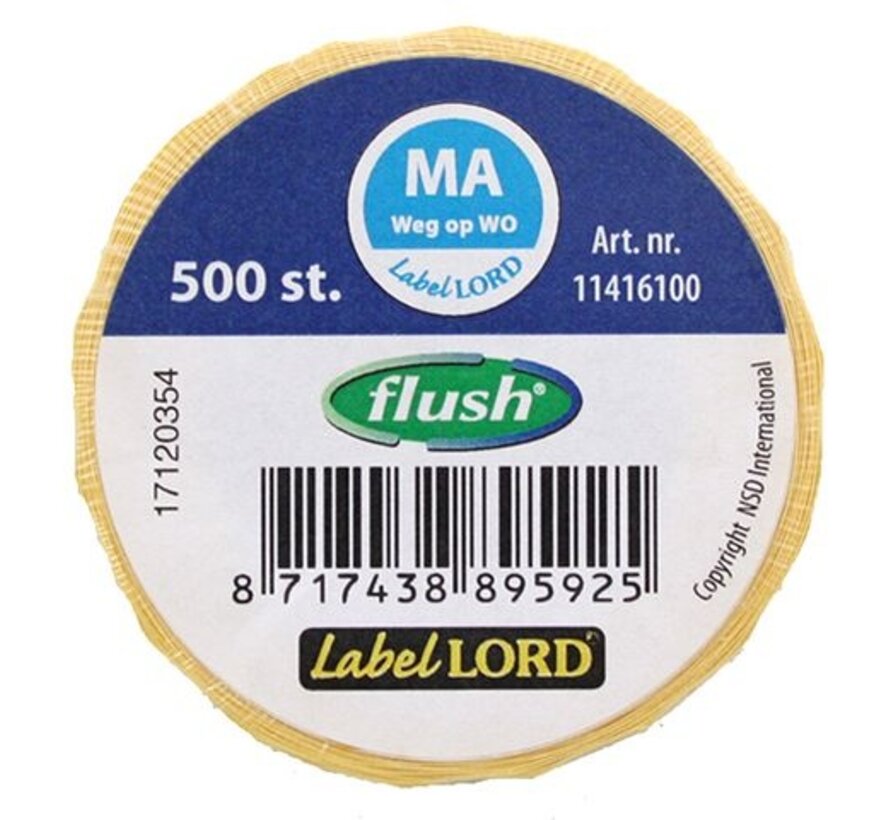 MA
Weg op WO
Label LORD
500 st.
Art. nr.
11416100
flush®
17120354
Copyright NSD International
8 717438 895925
Label LORD